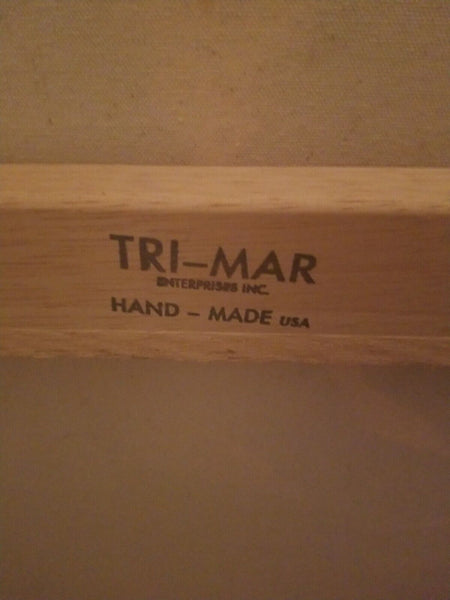 TRI-MAR
ENTERPRISES INC.
HAND - MADE USA